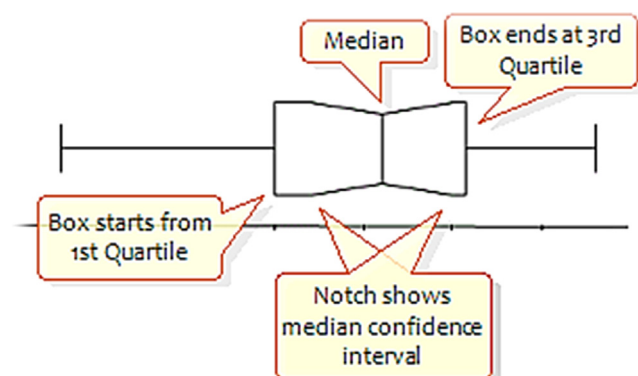 Median
Box ends at 3rd
Quartile
Box starts from
1st Quartile
Notch shows
median confidence
interval